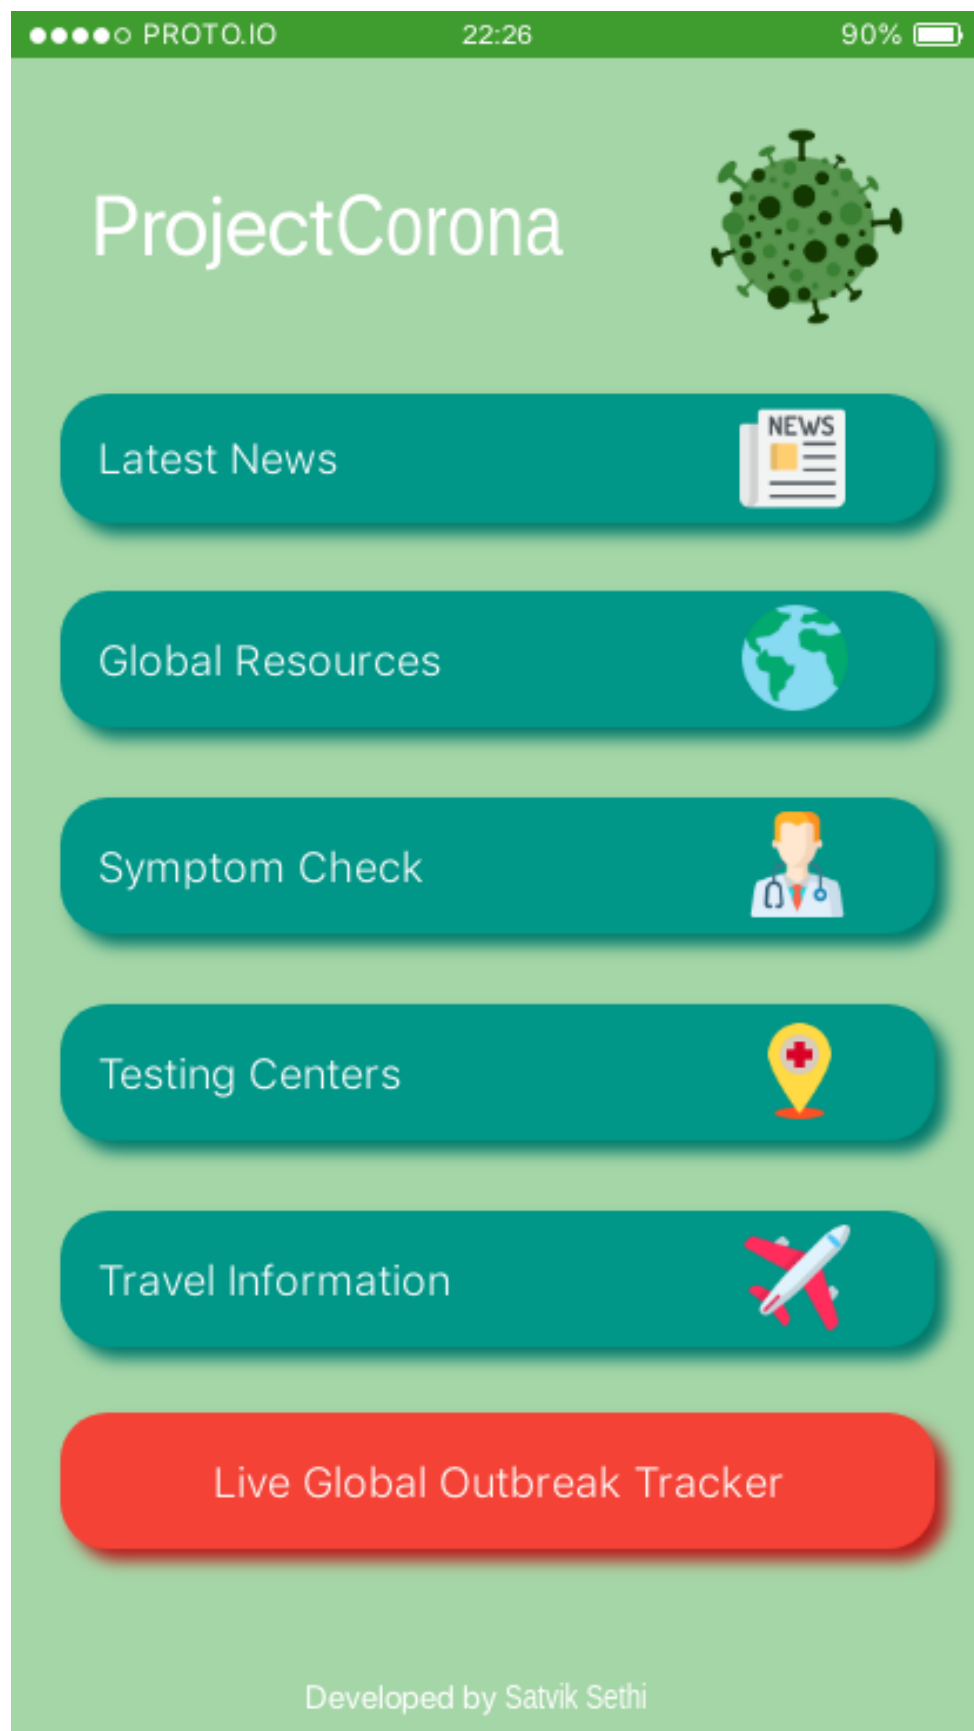 PROTO.IO 22:26 90%
ProjectCorona
Latest News
NEWS
Global Resources
Symptom Check
Testing Centers
Travel Information
Live Global Outbreak Tracker
Developed by Satvik Sethi